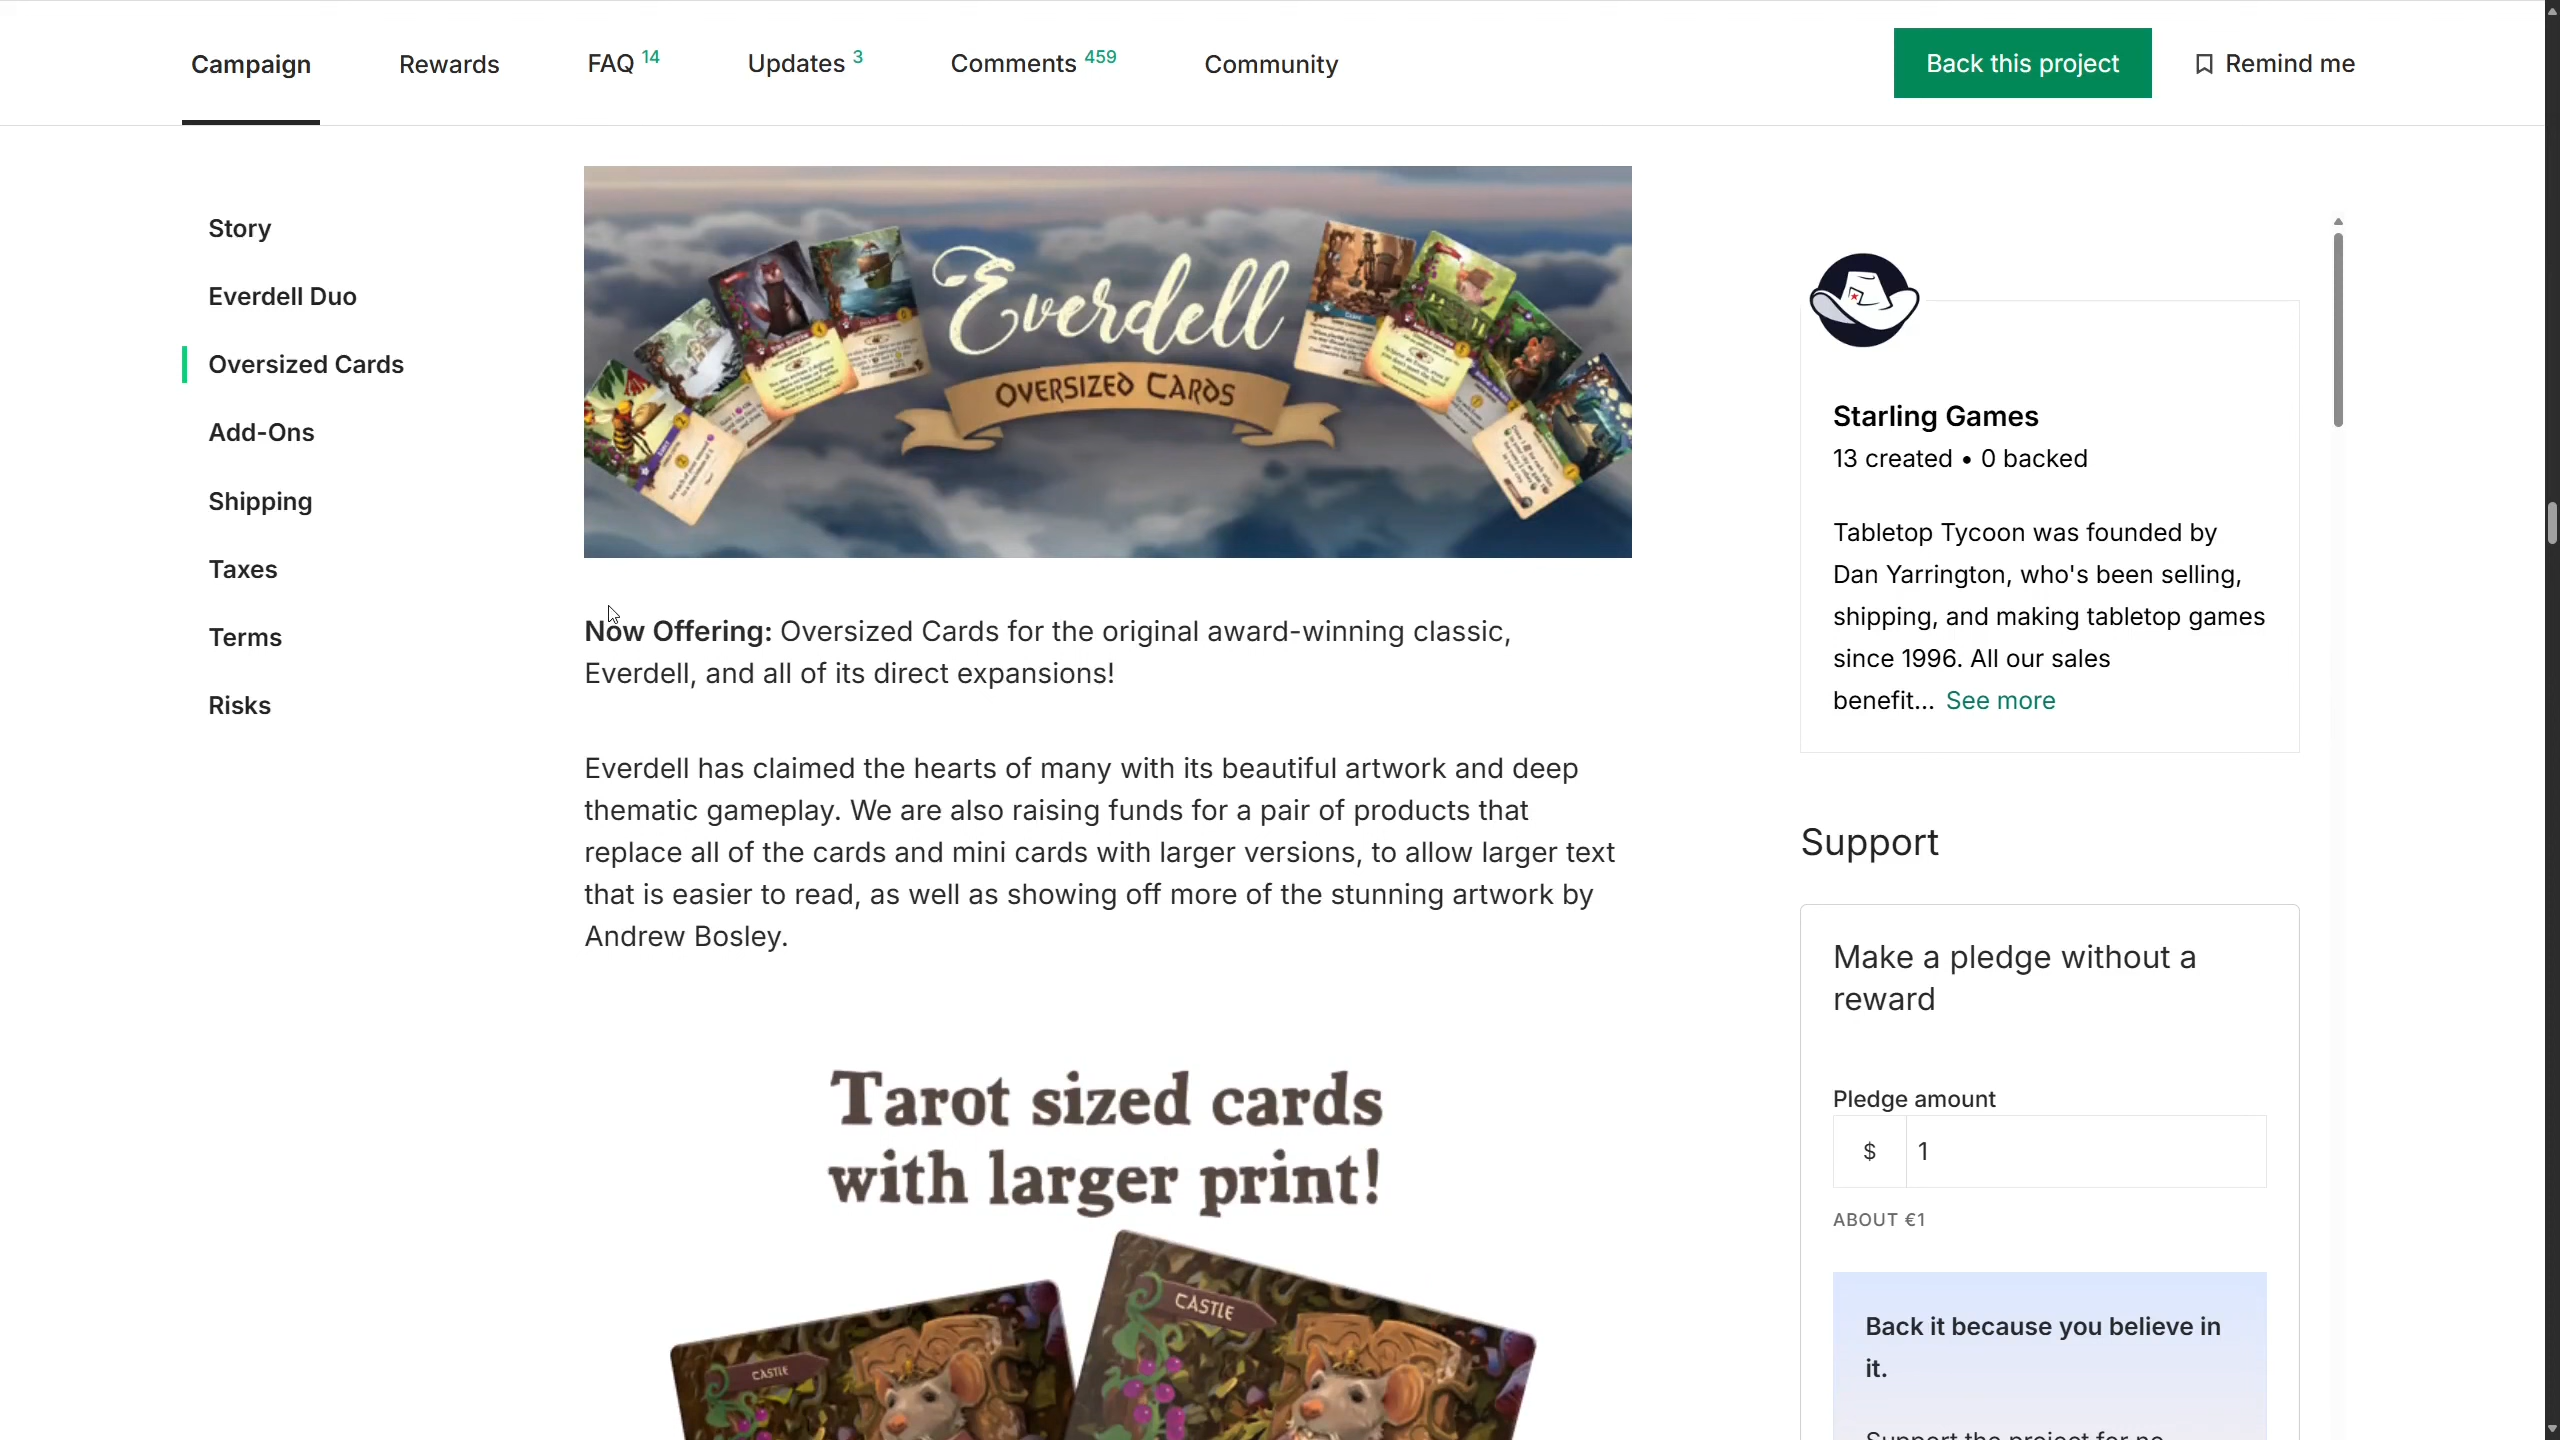 Campaign
Rewards
FAQ 14
Updates 3
Comments 459
Community
Back this project
Remind me
Story
Everdell Duo
Oversized Cards
Add-Ons
Shipping
Taxes
Terms
Risks
Everdell
OVERSIZED CARDS
Now Offering: Oversized Cards for the original award-winning classic,
Everdell, and all of its direct expansions!
Everdell has claimed the hearts of many with its beautiful artwork and deep
thematic gameplay. We are also raising funds for a pair of products that
replace all of the cards and mini cards with larger versions, to allow larger text
that is easier to read, as well as showing off more of the stunning artwork by
Andrew Bosley.
Tarot sized cards
with larger print!
CASTLE
CASTLE
Starling Games
13 created • 0 backed
Tabletop Tycoon was founded by
Dan Yarrington, who's been selling,
shipping, and making tabletop games
since 1996. All our sales
benefit... See more
Support
Make a pledge without a
reward
Pledge amount
$ 1
ABOUT €1
Back it because you believe in
it.
Support the project for no